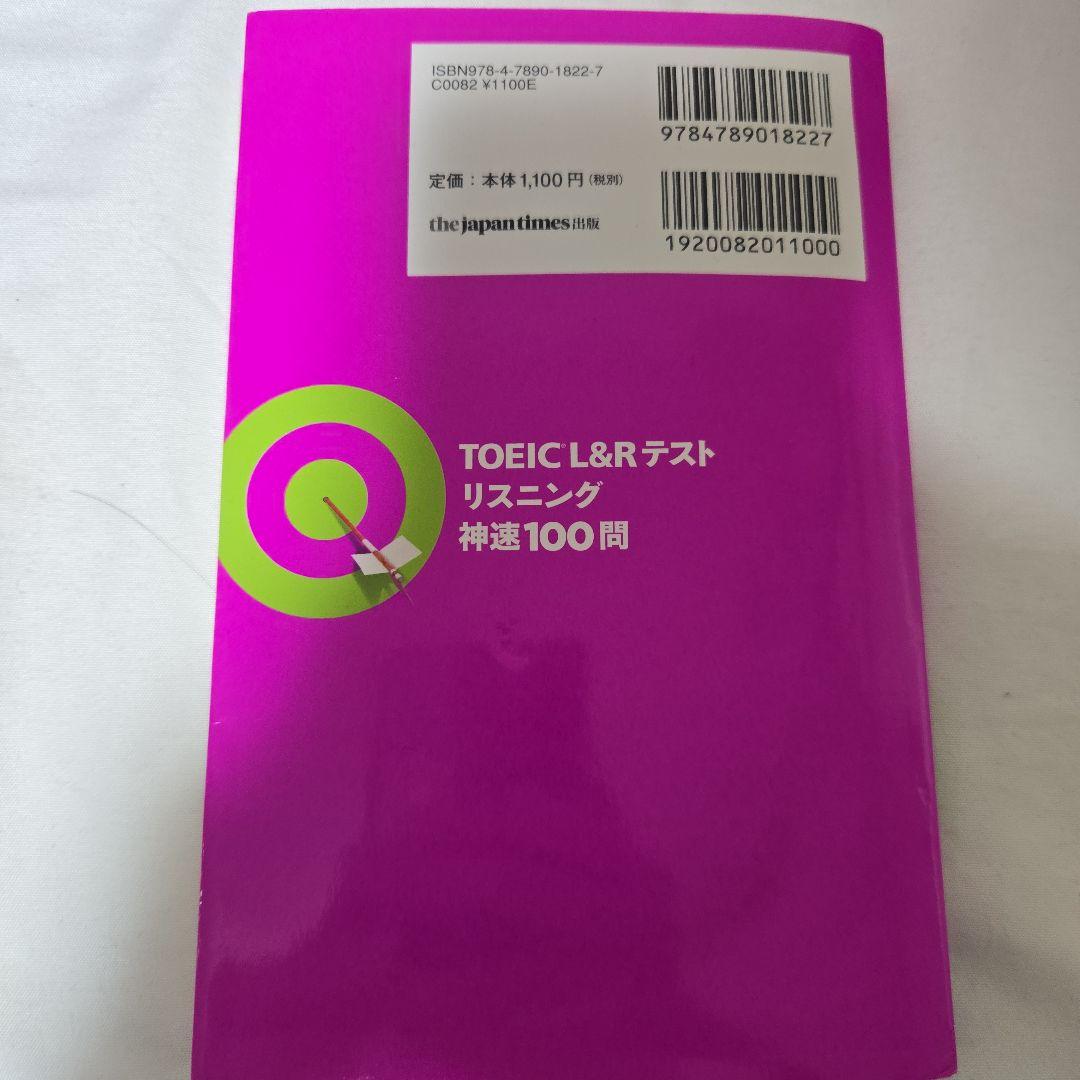 ISBN978-4-7890-1822-7
C0082 ¥1100E
9784789018227
定価：本体1,100円（税別）
the japan times出版
1920082011000
TOEIC® L&Rテスト
リスニング
神速100問